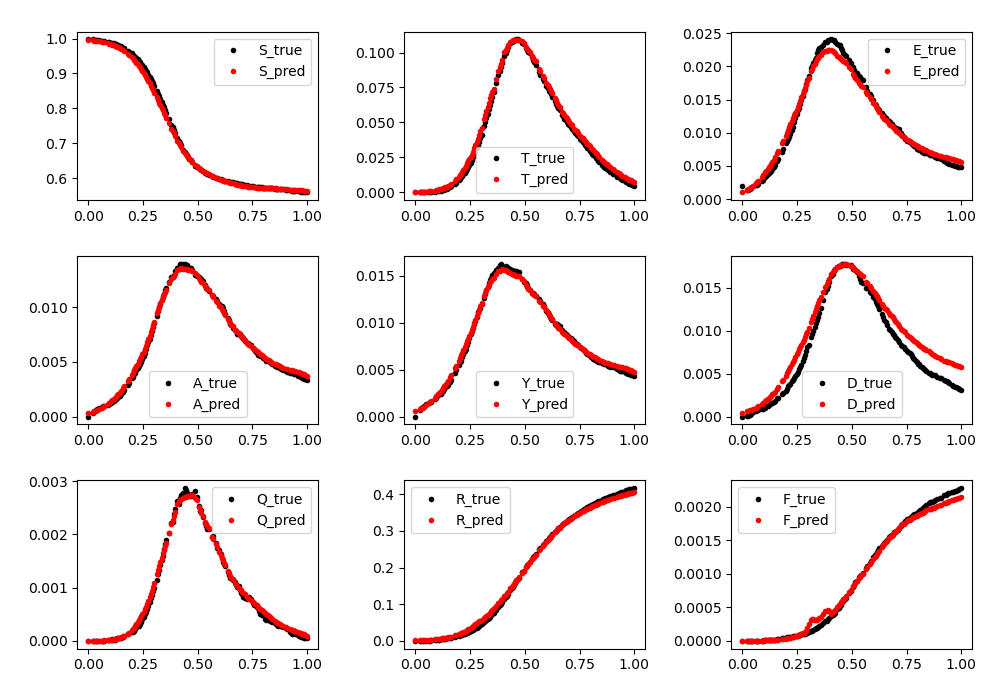 1.0
0.9
0.8
0.7
0.6
S_true
S_pred
0.00 0.25 0.50 0.75 1.00
0.100
0.075
0.050
0.025
0.000
T_true
T_pred
0.00 0.25 0.50 0.75 1.00
0.025
0.020
0.015
0.010
0.005
0.000
E_true
E_pred
0.00 0.25 0.50 0.75 1.00
0.010
0.005
0.000
A_true
A_pred
0.00 0.25 0.50 0.75 1.00
0.015
0.010
0.005
0.000
Y_true
Y_pred
0.00 0.25 0.50 0.75 1.00
0.015
0.010
0.005
0.000
D_true
D_pred
0.00 0.25 0.50 0.75 1.00
0.003
0.002
0.001
0.000
Q_true
Q_pred
0.00 0.25 0.50 0.75 1.00
0.4
0.3
0.2
0.1
0.0
R_true
R_pred
0.00 0.25 0.50 0.75 1.00
0.0020
0.0015
0.0010
0.0005
0.0000
F_true
F_pred
0.00 0.25 0.50 0.75 1.00